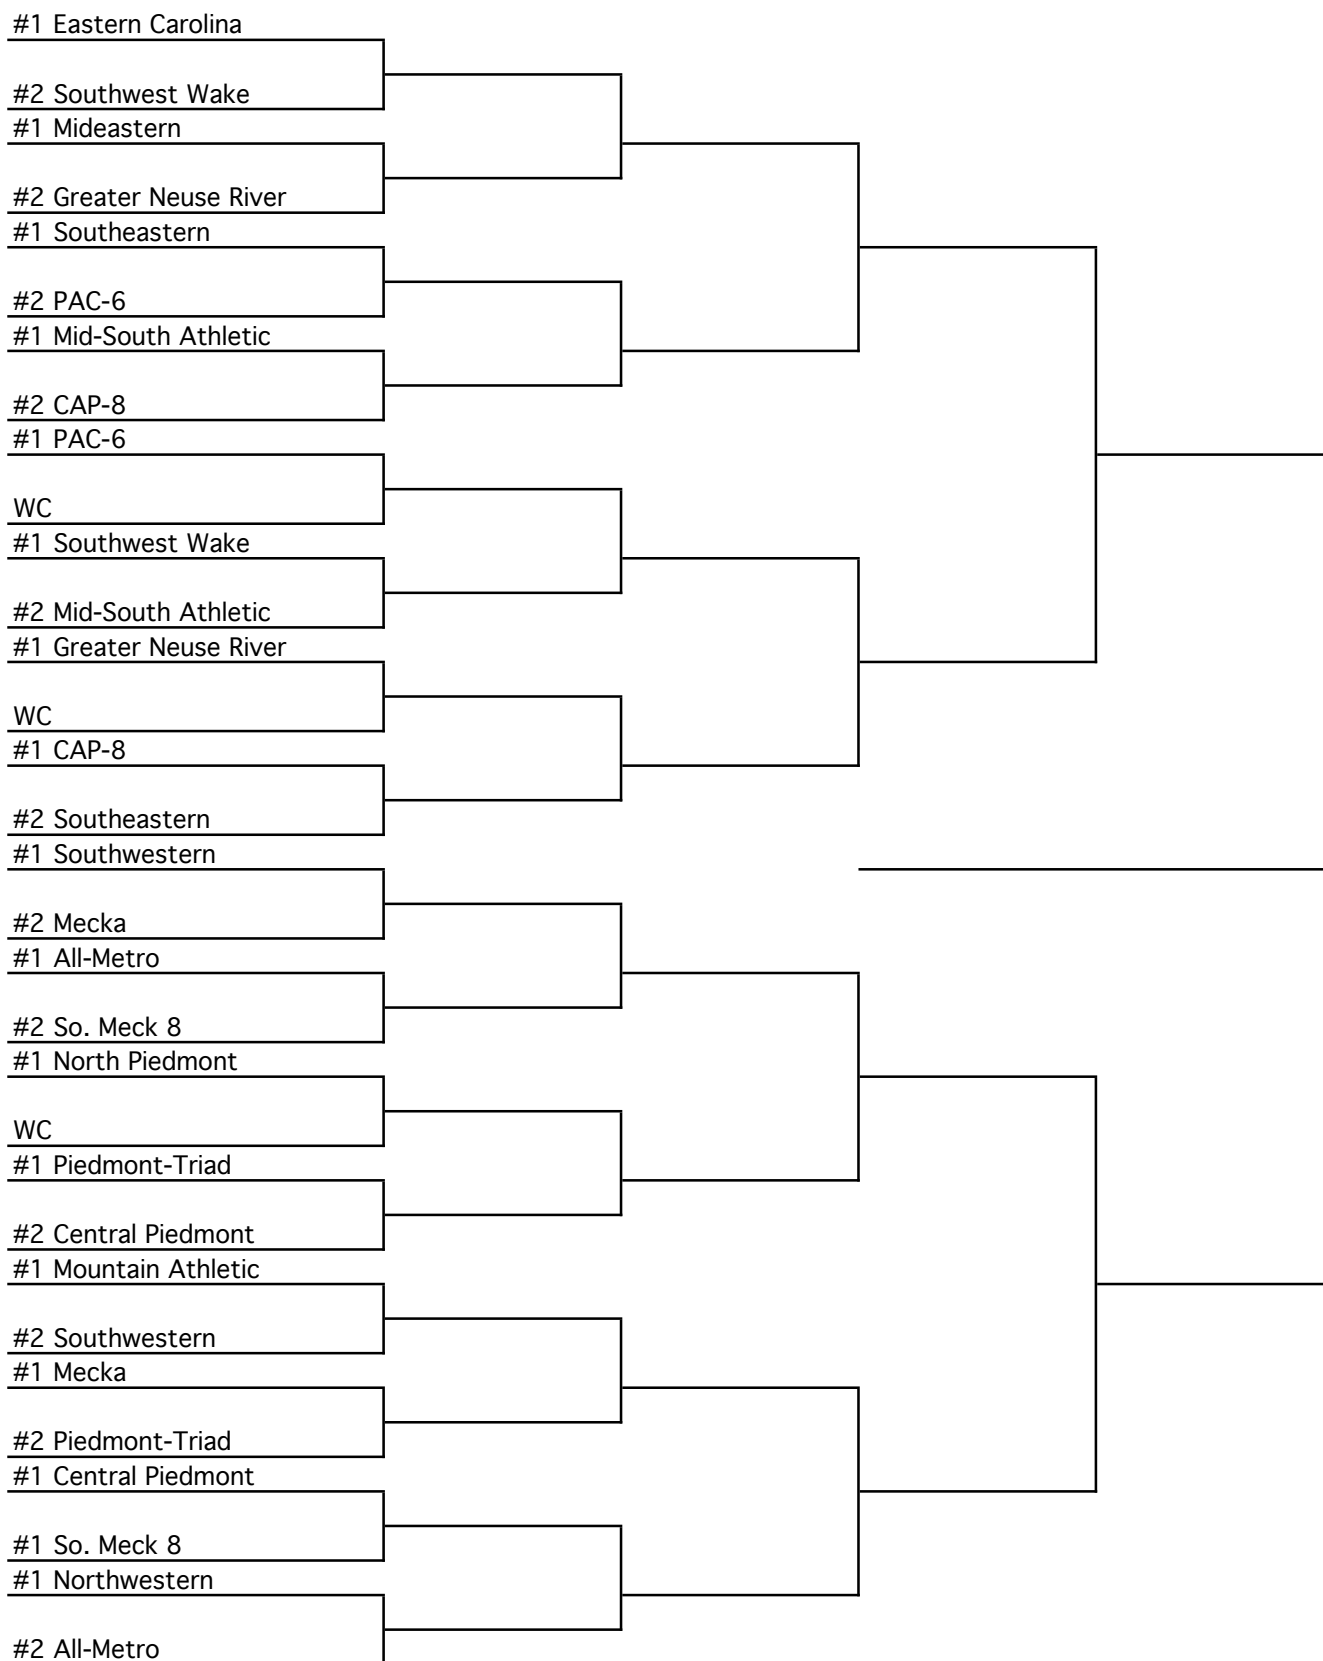 #1 Eastern Carolina
#2 Southwest Wake
#1 Mideastern
#2 Greater Neuse River
#1 Southeastern
#2 PAC-6
#1 Mid-South Athletic
#2 CAP-8
#1 PAC-6
WC
#1 Southwest Wake
#2 Mid-South Athletic
#1 Greater Neuse River
WC
#1 CAP-8
#2 Southeastern
#1 Southwestern
#2 Mecka
#1 All-Metro
#2 So. Meck 8
#1 North Piedmont
WC
#1 Piedmont-Triad
#2 Central Piedmont
#1 Mountain Athletic
#2 Southwestern
#1 Mecka
#2 Piedmont-Triad
#1 Central Piedmont
#1 So. Meck 8
#1 Northwestern
#2 All-Metro